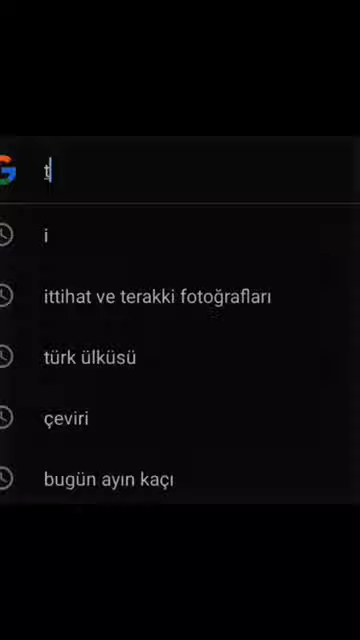 t
i
ittihat ve terakki fotoğrafları
türk ülküsü
çeviri
bugün ayın kaçı